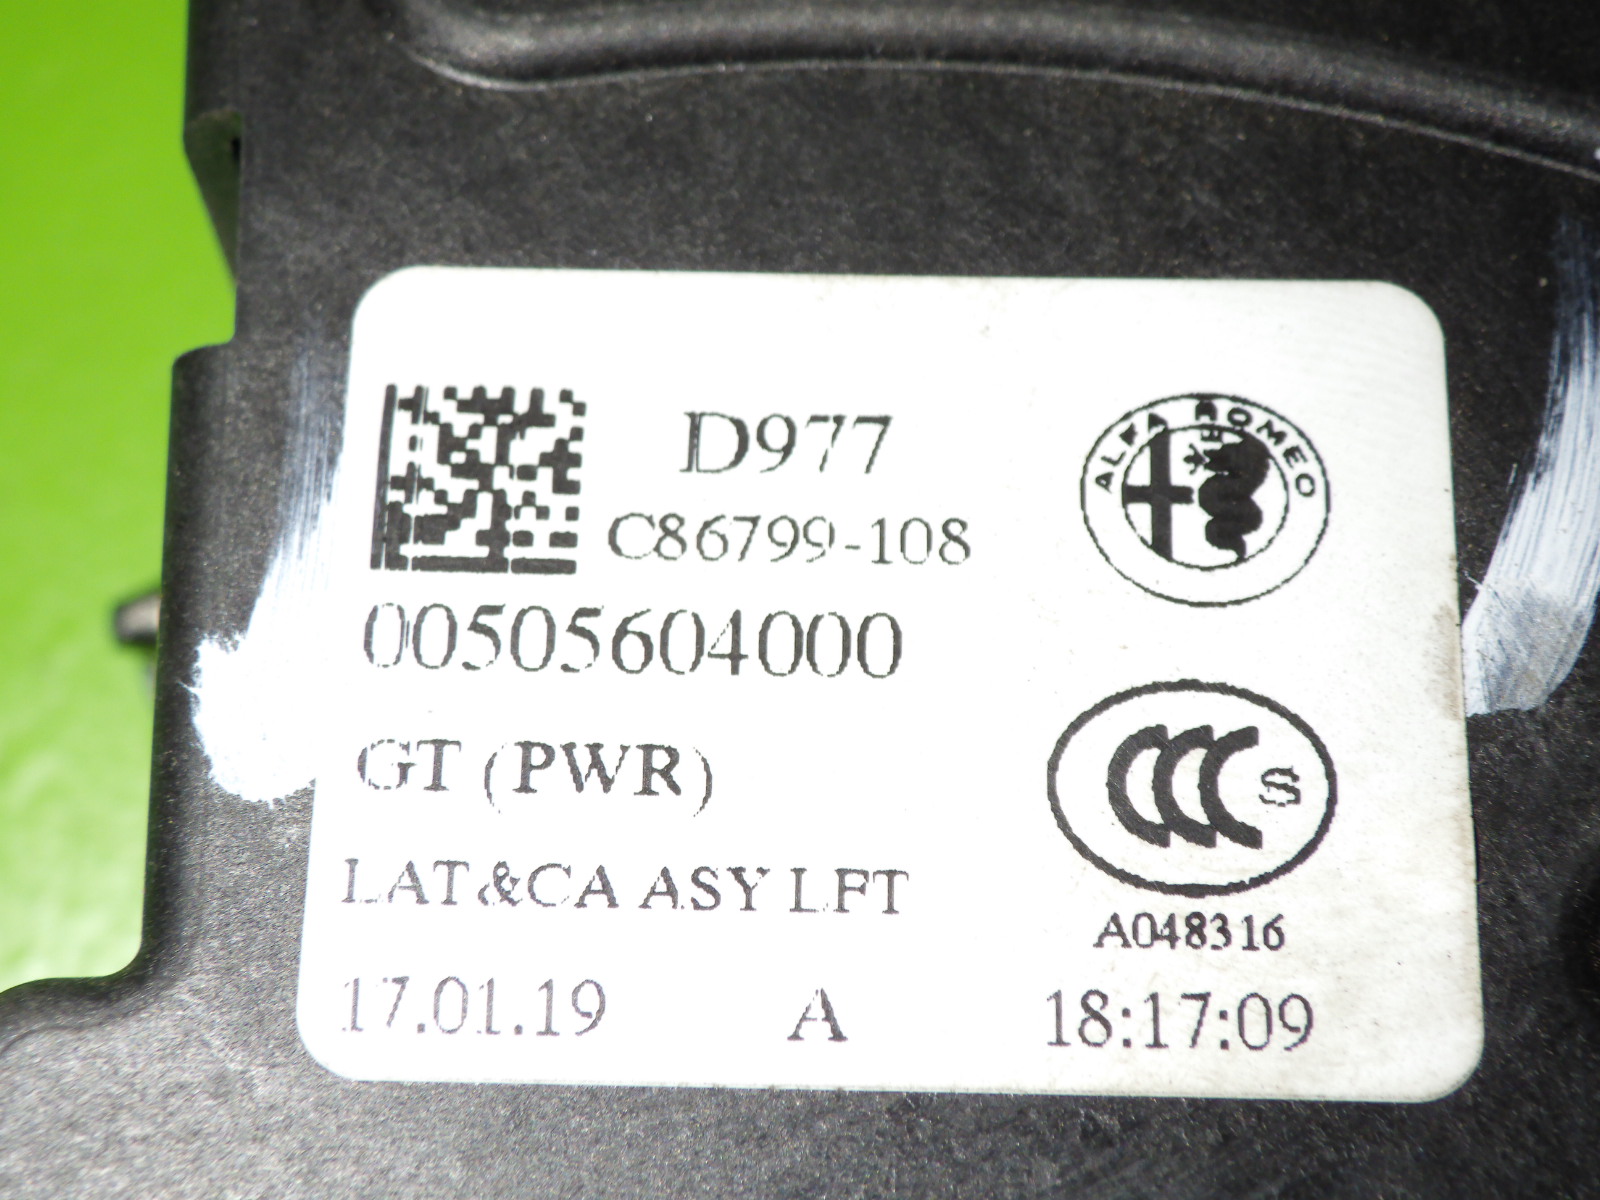 D977
C86799-108
00505604000
GT (PWR)
LAT&CA ASY LFT
17.01.19 A 18:17:09
ALFA ROMEO
CCC S
A048316